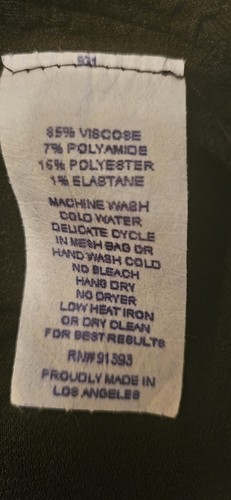 921
85% VISCOSE
7% POLYAMIDE
16% POLYESTER
1% ELASTANE
MACHINE WASH
COLD WATER
DELICATE CYCLE
IN MESH BAG OR
HAND WASH COLD
NO BLEACH
HANG DRY
NO DRYER
LOW HEAT IRON
OR DRY CLEAN
FOR BEST RESULTS
RN# 91393
PROUDLY MADE IN
LOS ANGELES